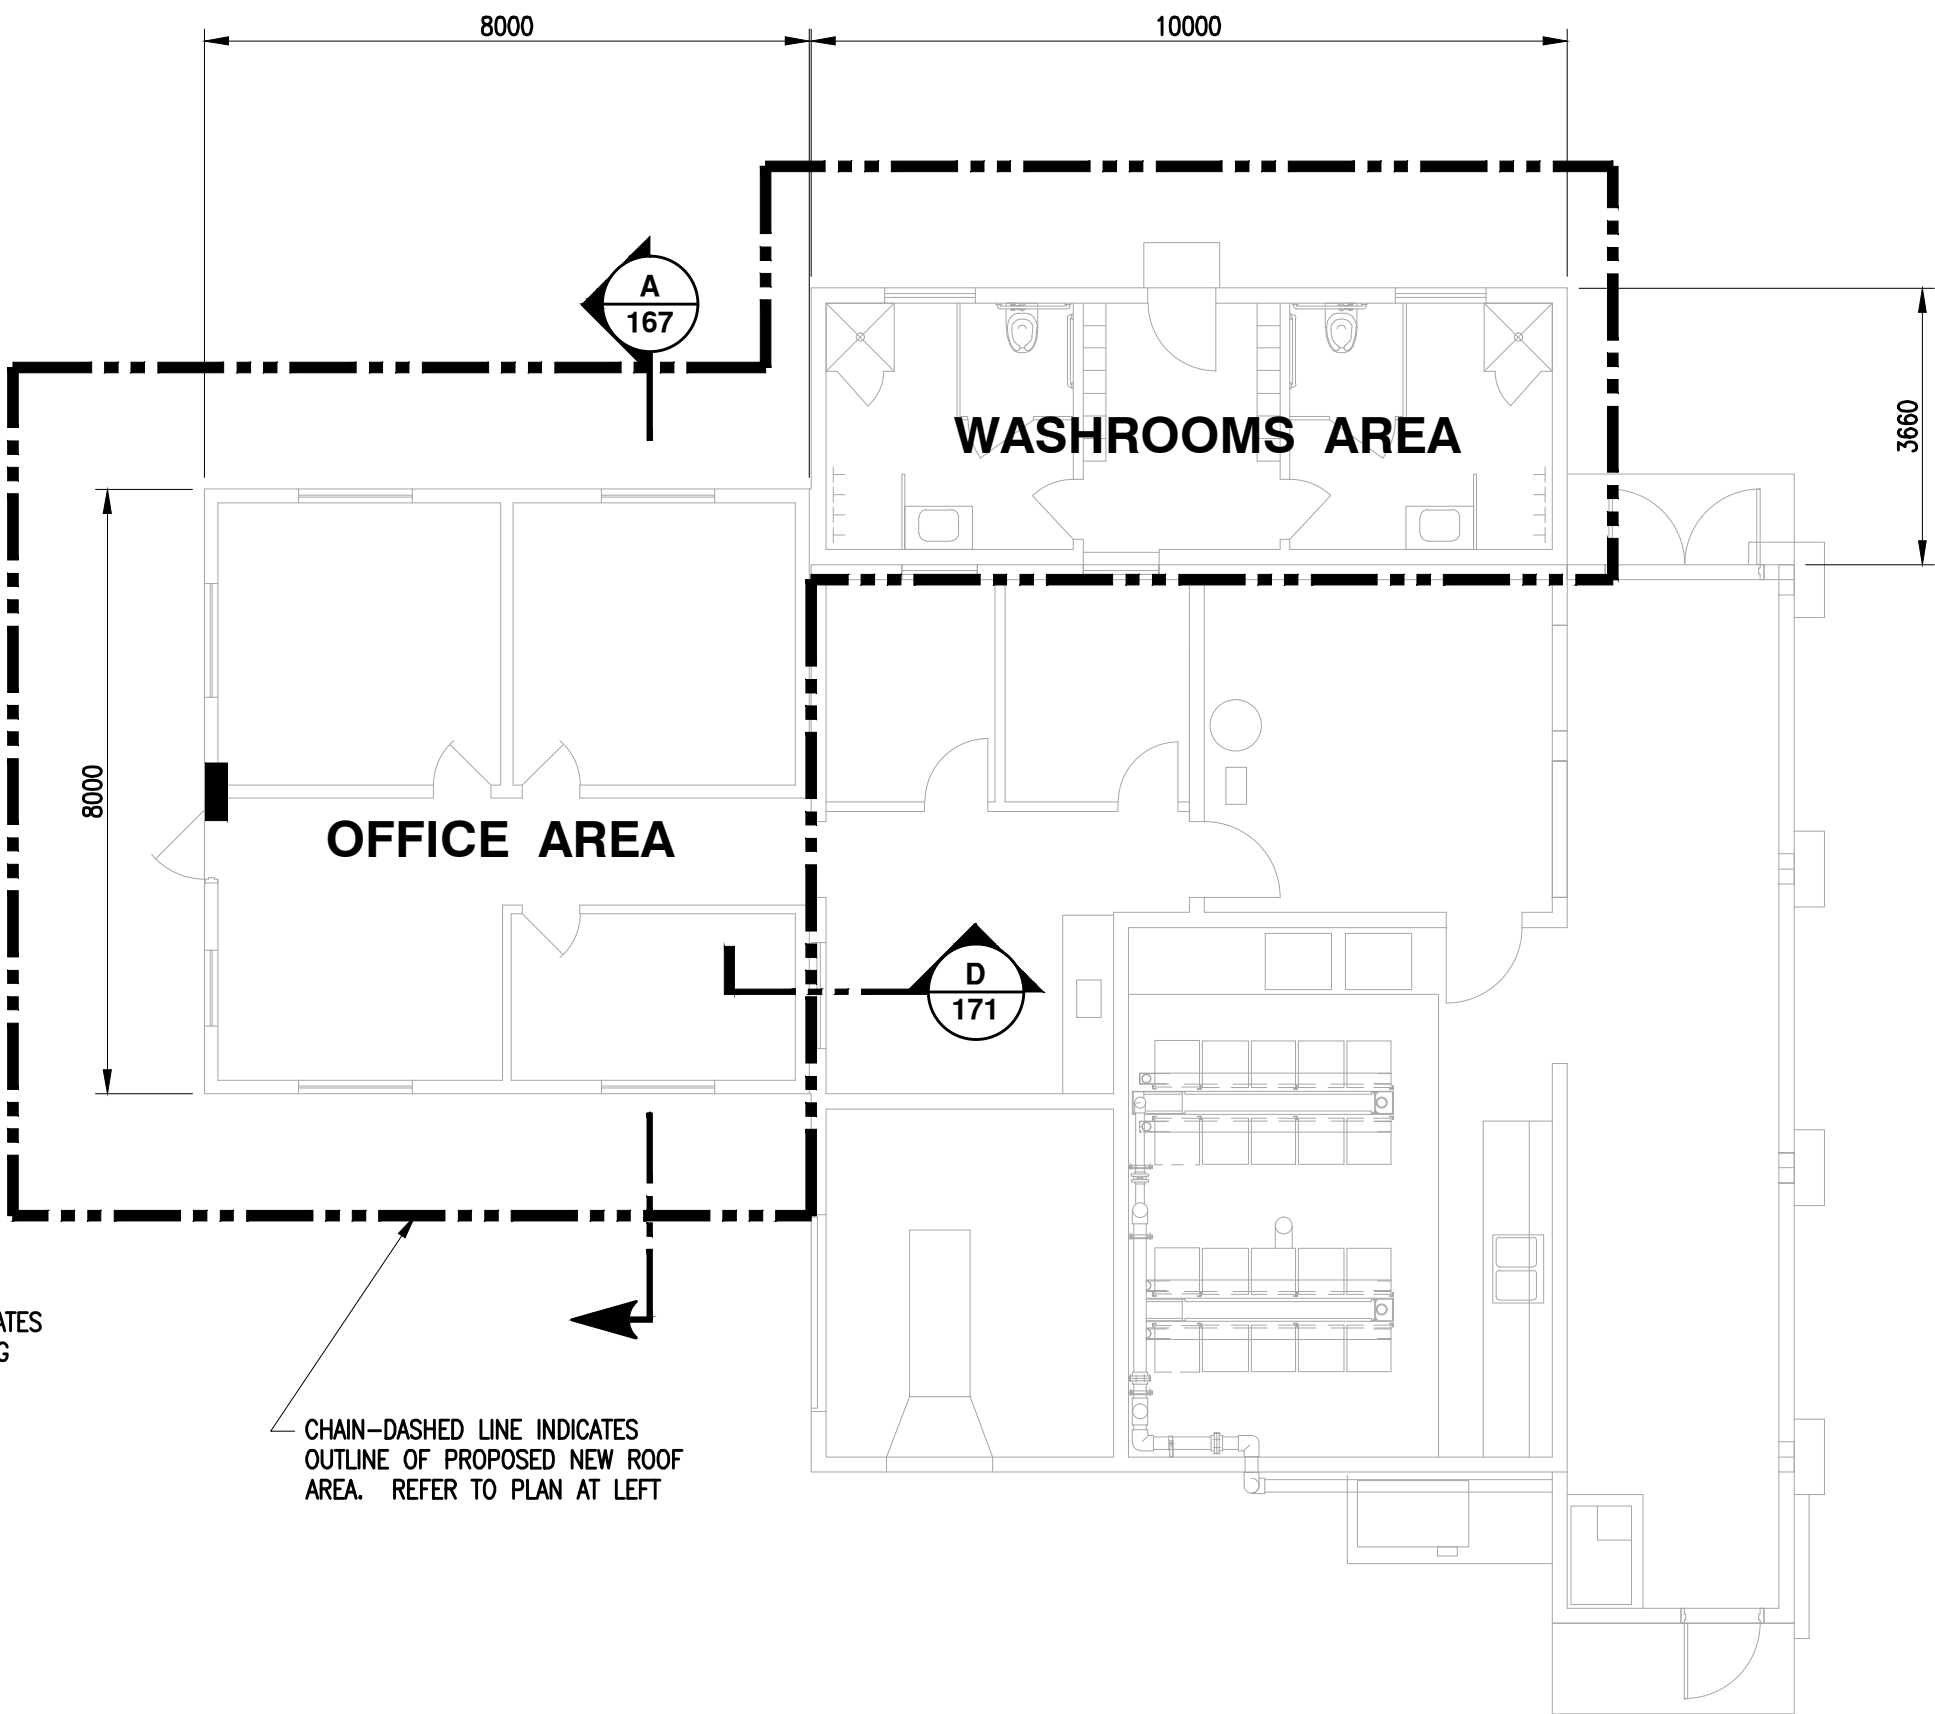 8000
10000
A
167
3660
WASHROOMS AREA
8000
OFFICE AREA
D
171
CHAIN-DASHED LINE INDICATES
OUTLINE OF PROPOSED NEW ROOF
AREA. REFER TO PLAN AT LEFT